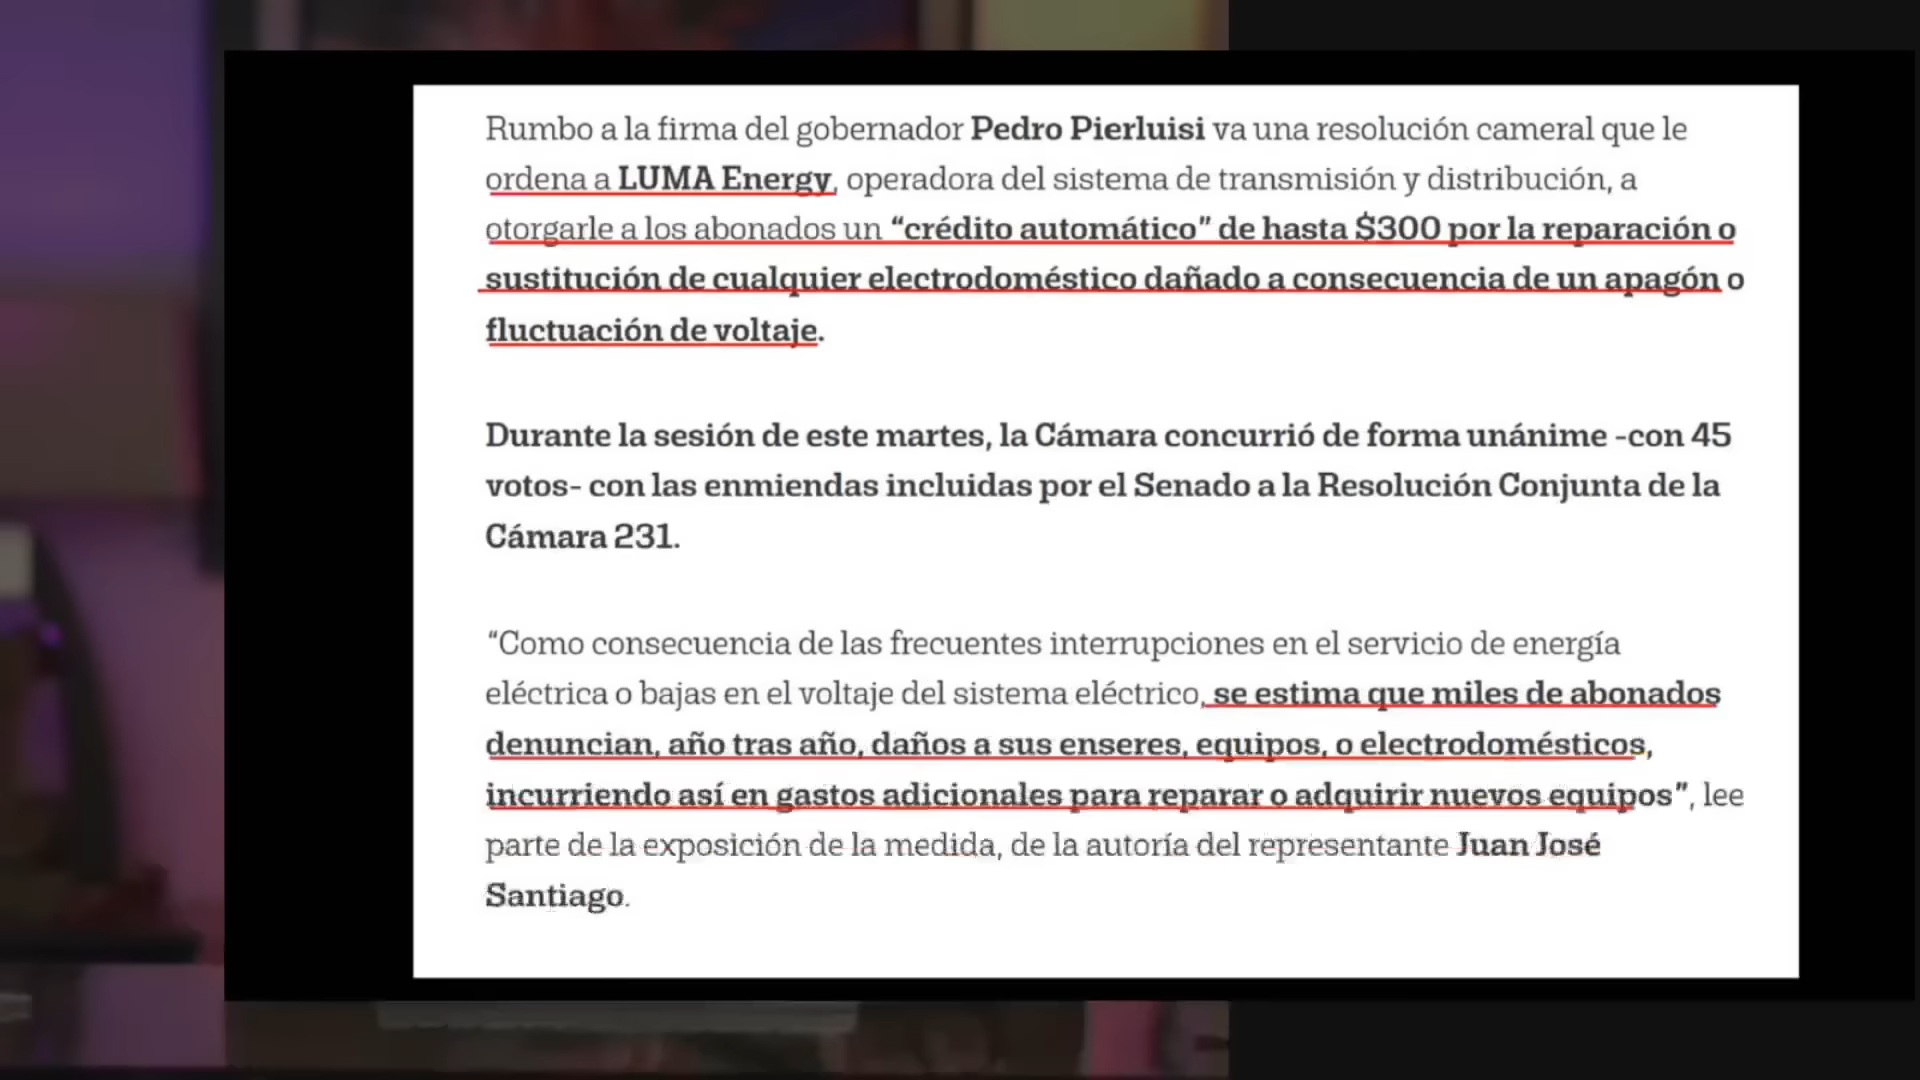 Rumbo a la firma del gobernador Pedro Pierluisi va una resolución cameral que le
ordena a LUMA Energy, operadora del sistema de transmisión y distribución, a
otorgarle a los abonados un “crédito automático” de hasta $300 por la reparación o
sustitución de cualquier electrodoméstico dañado a consecuencia de un apagón o
fluctuación de voltaje.
Durante la sesión de este martes, la Cámara concurrió de forma unánime -con 45
votos- con las enmiendas incluidas por el Senado a la Resolución Conjunta de la
Cámara 231.
“Como consecuencia de las frecuentes interrupciones en el servicio de energía
eléctrica o bajas en el voltaje del sistema eléctrico, se estima que miles de abonados
denuncian, año tras año, daños a sus enseres, equipos, o electrodomésticos,
incurriendo así en gastos adicionales para reparar o adquirir nuevos equipos”, lee
parte de la exposición de la medida, de la autoría del representante Juan José
Santiago.